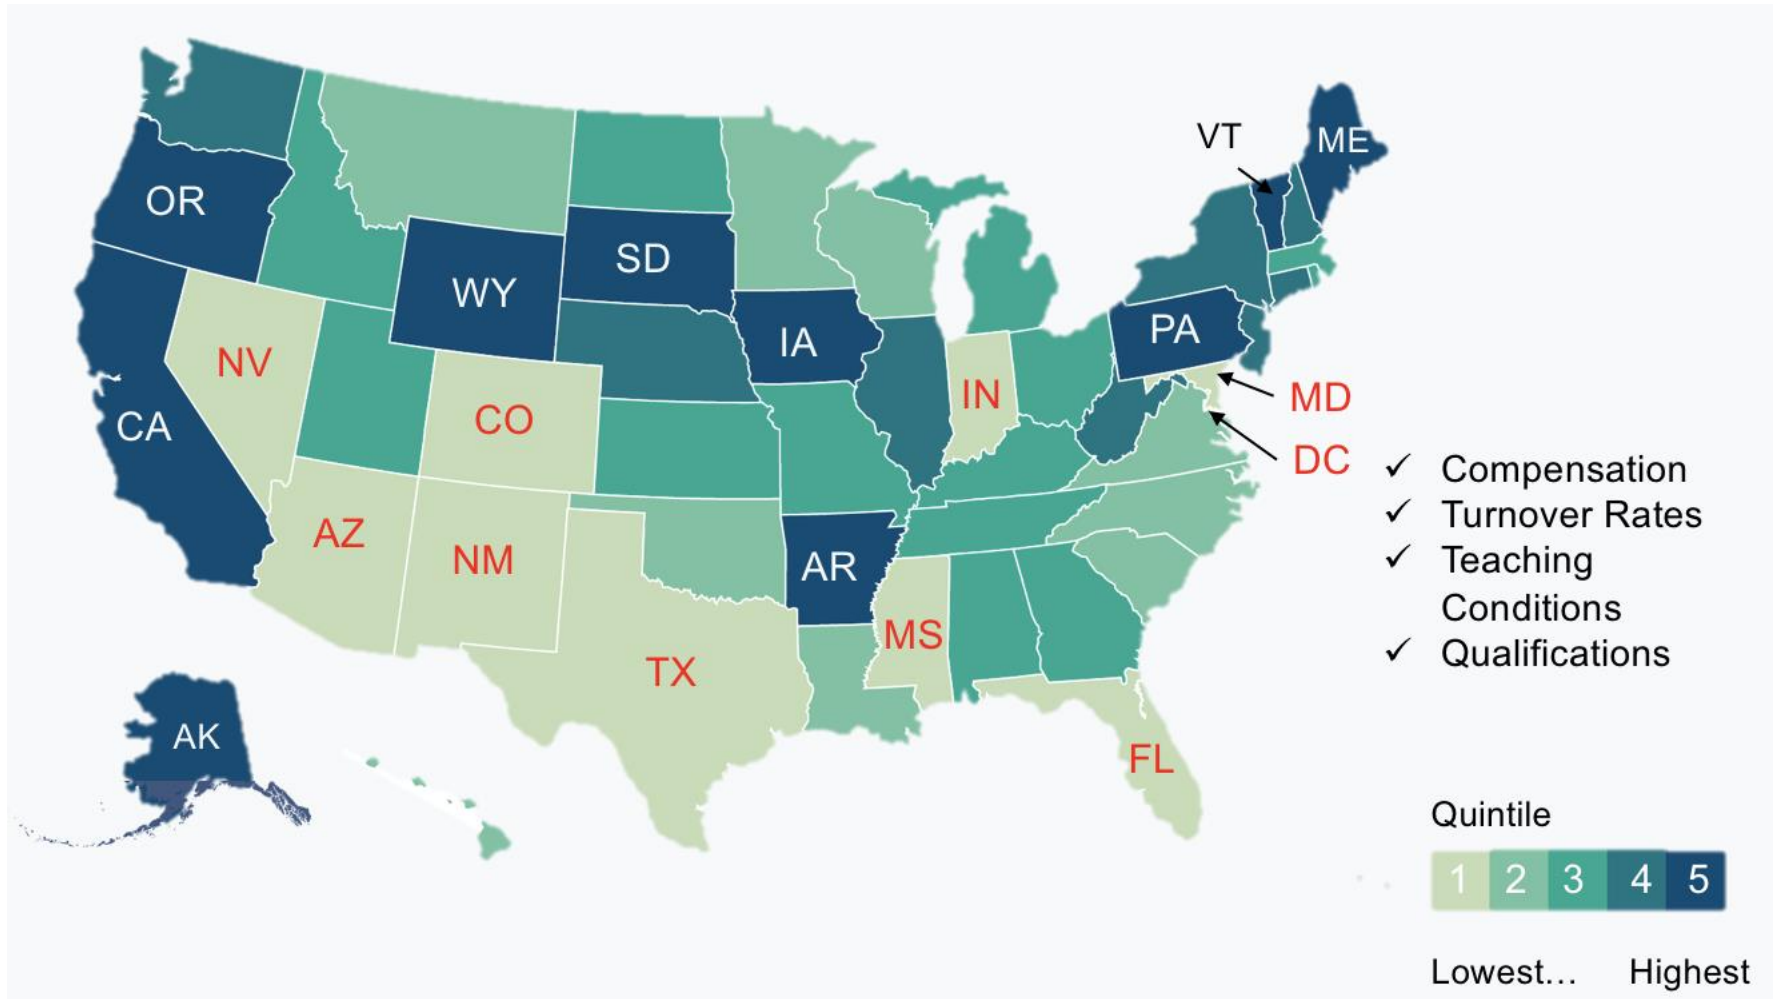 VT
ME
OR
SD
WY
IA
PA
NV
IN
MD
CO
CA
DC
✓ Compensation
✓ Turnover Rates
AZ
NM
AR
✓ Teaching
Conditions
MS
✓ Qualifications
TX
AK
FL
Quintile
1 2 3 4 5
Lowest... Highest